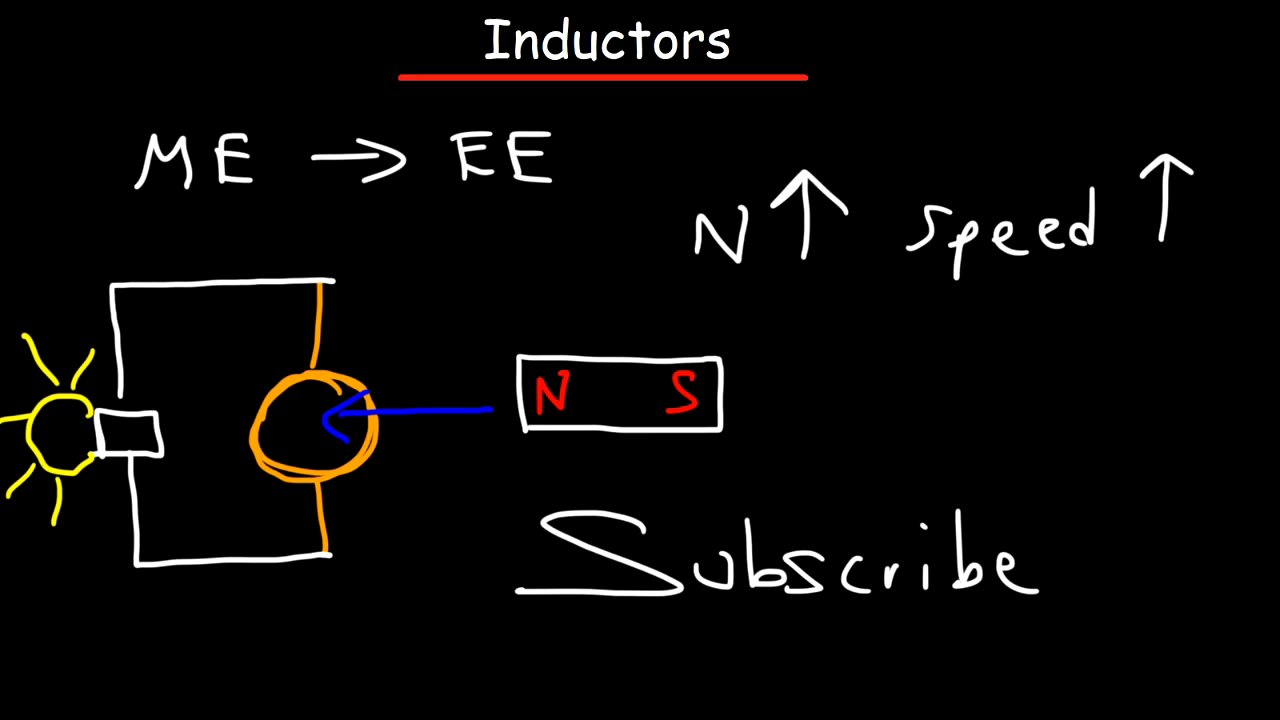 Inductors
ME → EE
N↑ Speed ↑
N S
Subscribe